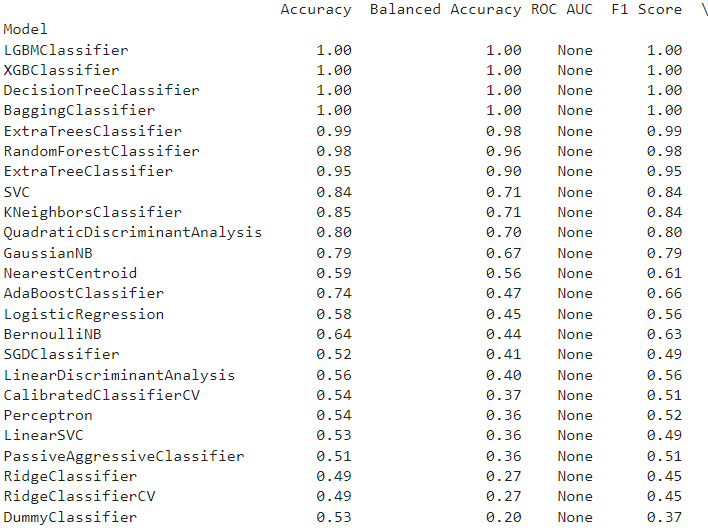 Accuracy Balanced Accuracy ROC AUC F1 Score \
Model
LGBMClassifier 1.00 1.00 None 1.00
XGBClassifier 1.00 1.00 None 1.00
DecisionTreeClassifier 1.00 1.00 None 1.00
BaggingClassifier 1.00 1.00 None 1.00
ExtraTreesClassifier 0.99 0.98 None 0.99
RandomForestClassifier 0.98 0.96 None 0.98
ExtraTreeClassifier 0.95 0.90 None 0.95
SVC 0.84 0.71 None 0.84
KNeighborsClassifier 0.85 0.71 None 0.84
QuadraticDiscriminantAnalysis 0.80 0.70 None 0.80
GaussianNB 0.79 0.67 None 0.79
NearestCentroid 0.59 0.56 None 0.61
AdaBoostClassifier 0.74 0.47 None 0.66
LogisticRegression 0.58 0.45 None 0.56
BernoulliNB 0.64 0.44 None 0.63
SGDClassifier 0.52 0.41 None 0.49
LinearDiscriminantAnalysis 0.56 0.40 None 0.56
CalibratedClassifierCV 0.54 0.37 None 0.51
Perceptron 0.54 0.36 None 0.52
LinearSVC 0.53 0.36 None 0.49
PassiveAggressiveClassifier 0.51 0.36 None 0.51
RidgeClassifier 0.49 0.27 None 0.45
RidgeClassifierCV 0.49 0.27 None 0.45
DummyClassifier 0.53 0.20 None 0.37